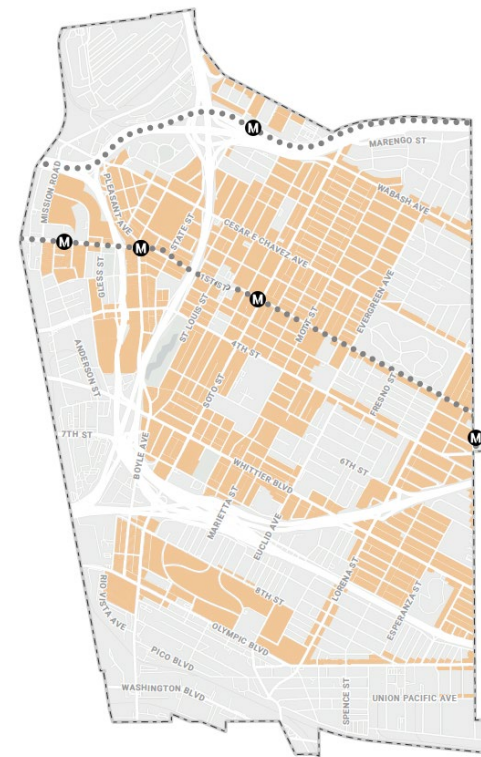 M
MARENGO ST
MISSION ROAD
PLEASANT AVE
WABASH AVE
STATE ST
CESAR E CHAVEZ AVE
M
M
GLESS ST
1ST ST
M
EVERGREEN AVE
ST LOUIS ST
MOTT ST
4TH ST
ANDERSON ST
SOTO ST
FRESNO ST
7TH ST
M
BOYLE AVE
6TH ST
WHITTIER BLVD
MARIETTA ST
EUCLID AVE
LORENA ST
RIO VISTA AVE
8TH ST
ESPERANZA ST
OLYMPIC BLVD
PICO BLVD
WASHINGTON BLVD
SPENCE ST
UNION PACIFIC AVE